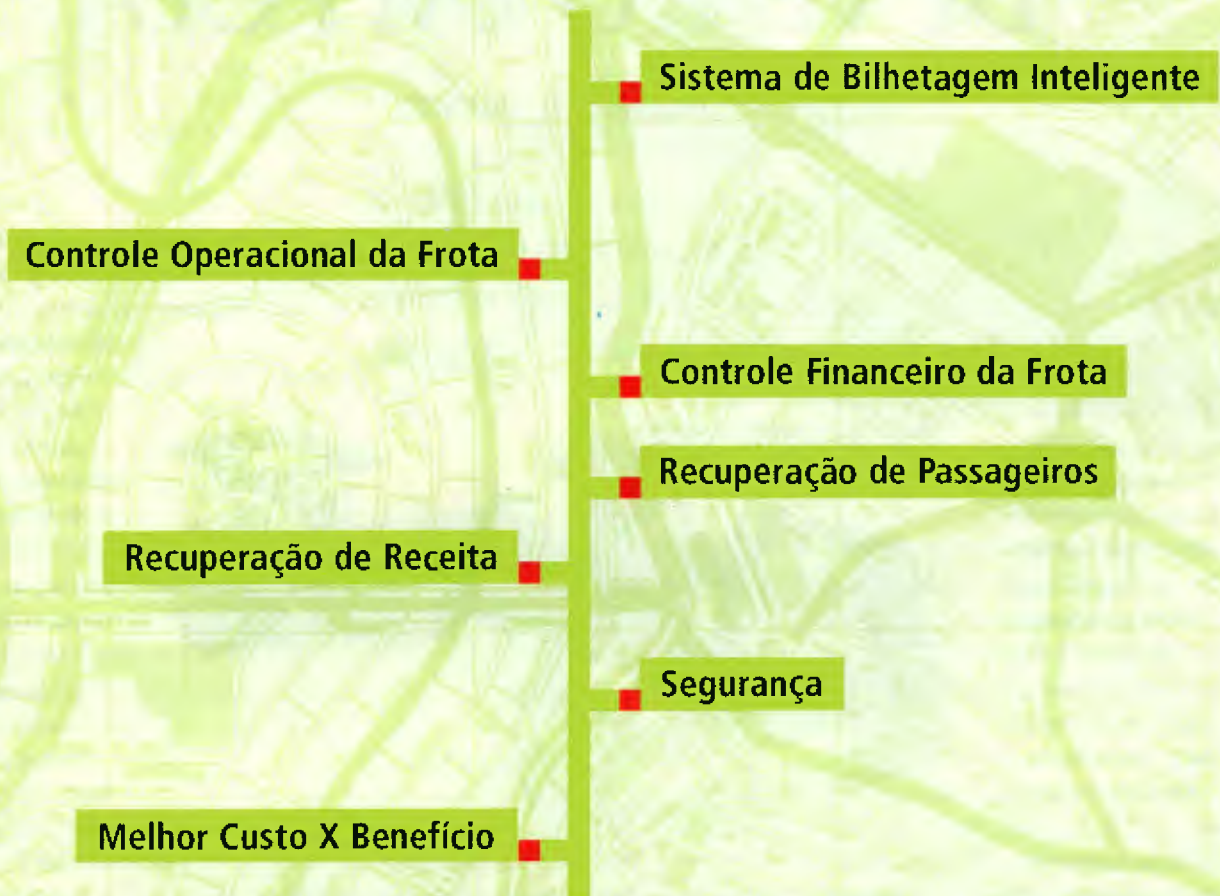 Sistema de Bilhetagem Inteligente
Controle Operacional da Frota
Controle Financeiro da Frota
Recuperação de Passageiros
Recuperação de Receita
Segurança
Melhor Custo X Benefício